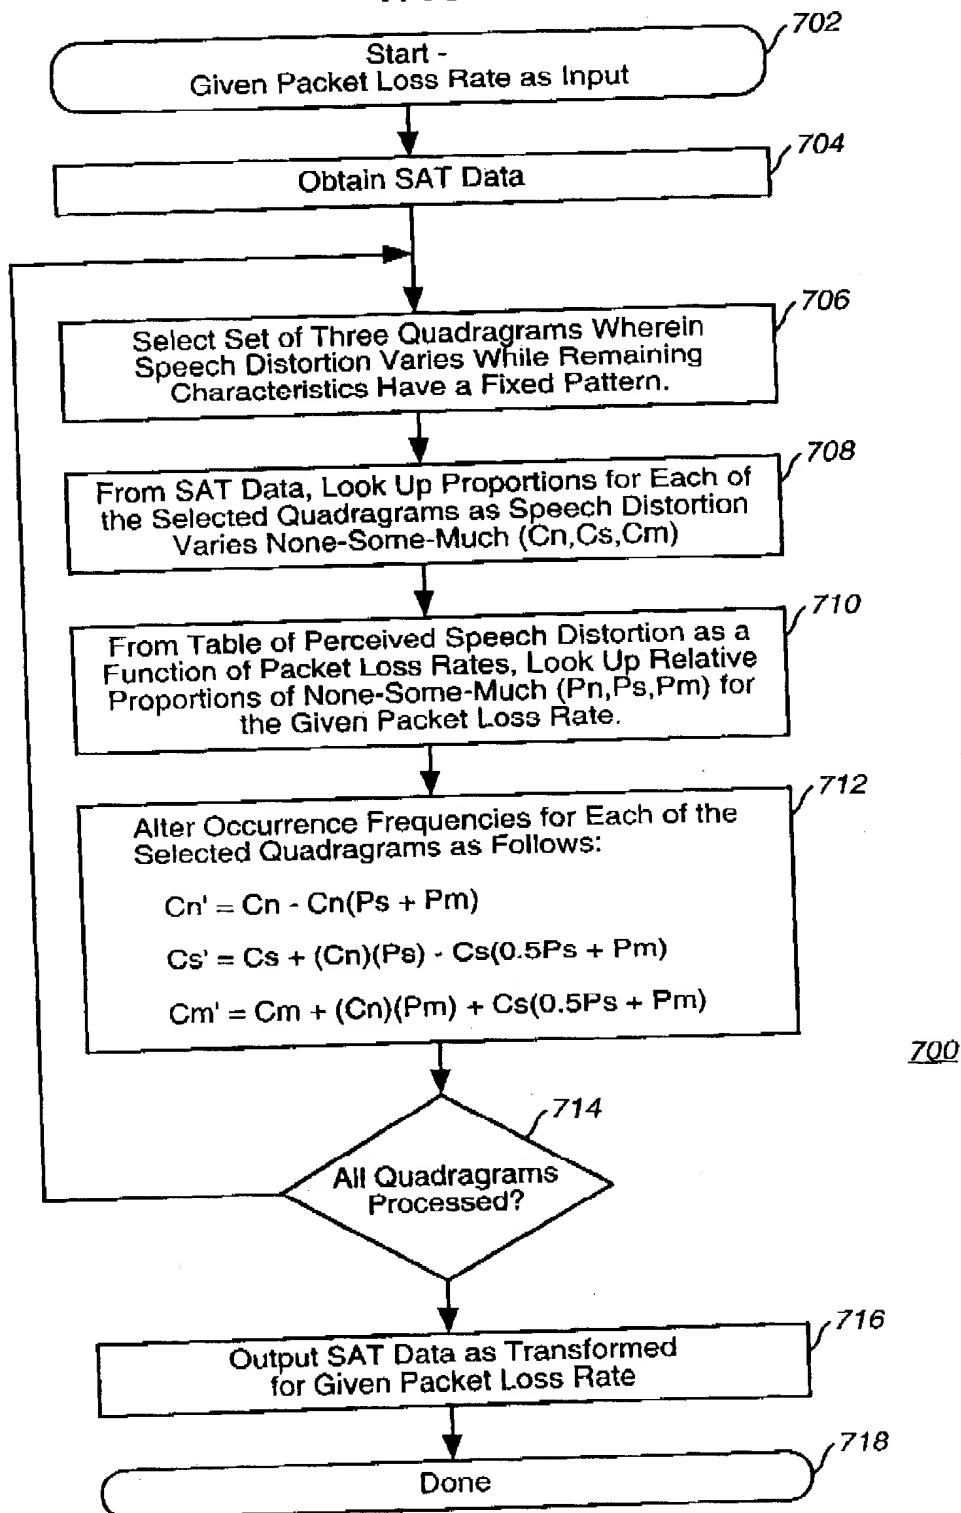 702
Start -
Given Packet Loss Rate as Input
704
Obtain SAT Data
706
Select Set of Three Quadragrams Wherein
Speech Distortion Varies While Remaining
Characteristics Have a Fixed Pattern.
708
From SAT Data, Look Up Proportions for Each of
the Selected Quadragrams as Speech Distortion
Varies None-Some-Much (Cn,Cs,Cm)
710
From Table of Perceived Speech Distortion as a
Function of Packet Loss Rates, Look Up Relative
Proportions of None-Some-Much (Pn,Ps,Pm) for
the Given Packet Loss Rate.
712
Alter Occurrence Frequencies for Each of the
Selected Quadragrams as Follows:
Cn' = Cn - Cn(Ps + Pm)
Cs' = Cs + (Cn)(Ps) - Cs(0.5Ps + Pm)
Cm' = Cm + (Cn)(Pm) + Cs(0.5Ps + Pm)
700
714
All Quadragrams
Processed?
716
Output SAT Data as Transformed
for Given Packet Loss Rate
718
Done